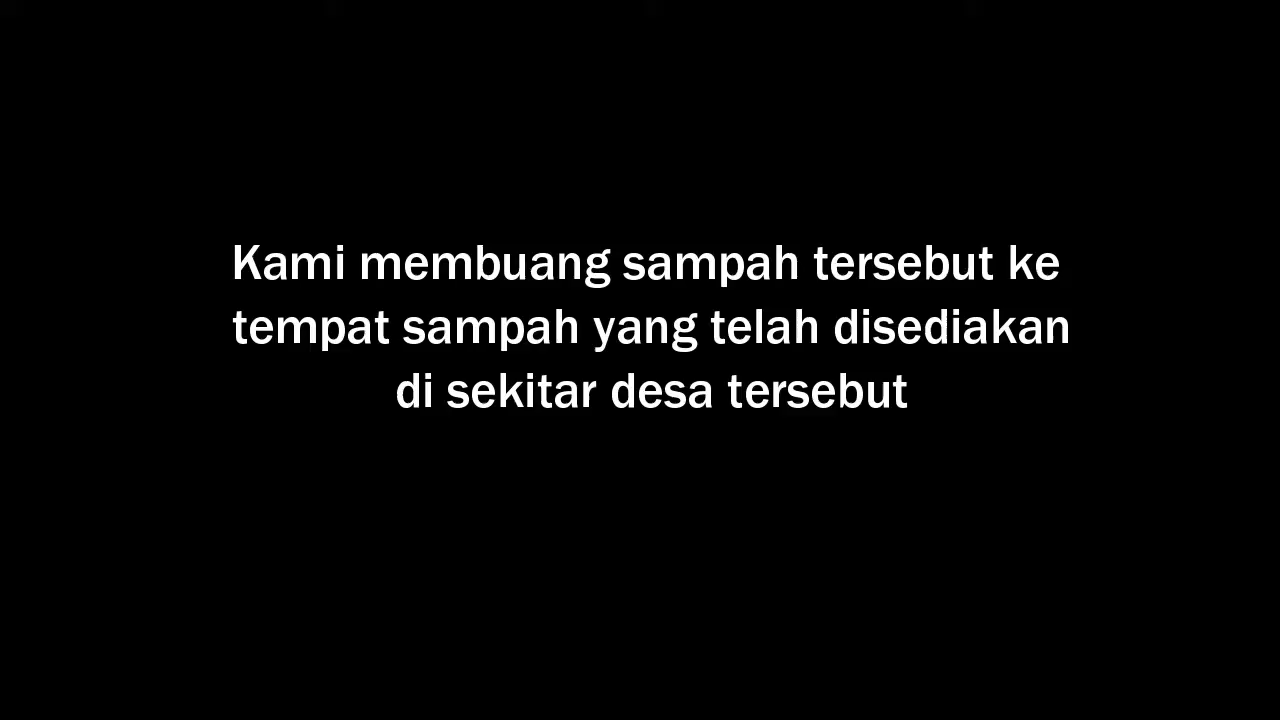 Kami membuang sampah tersebut ke
tempat sampah yang telah disediakan
di sekitar desa tersebut